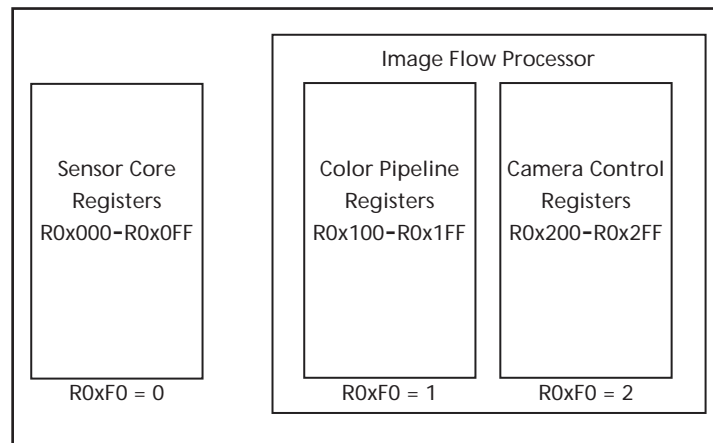 Image Flow Processor
Sensor Core
Registers
R0x000-R0x0FF
Color Pipeline
Registers
R0x100-R0x1FF
Camera Control
Registers
R0x200-R0x2FF
R0xF0 = 0
R0xF0 = 1
R0xF0 = 2